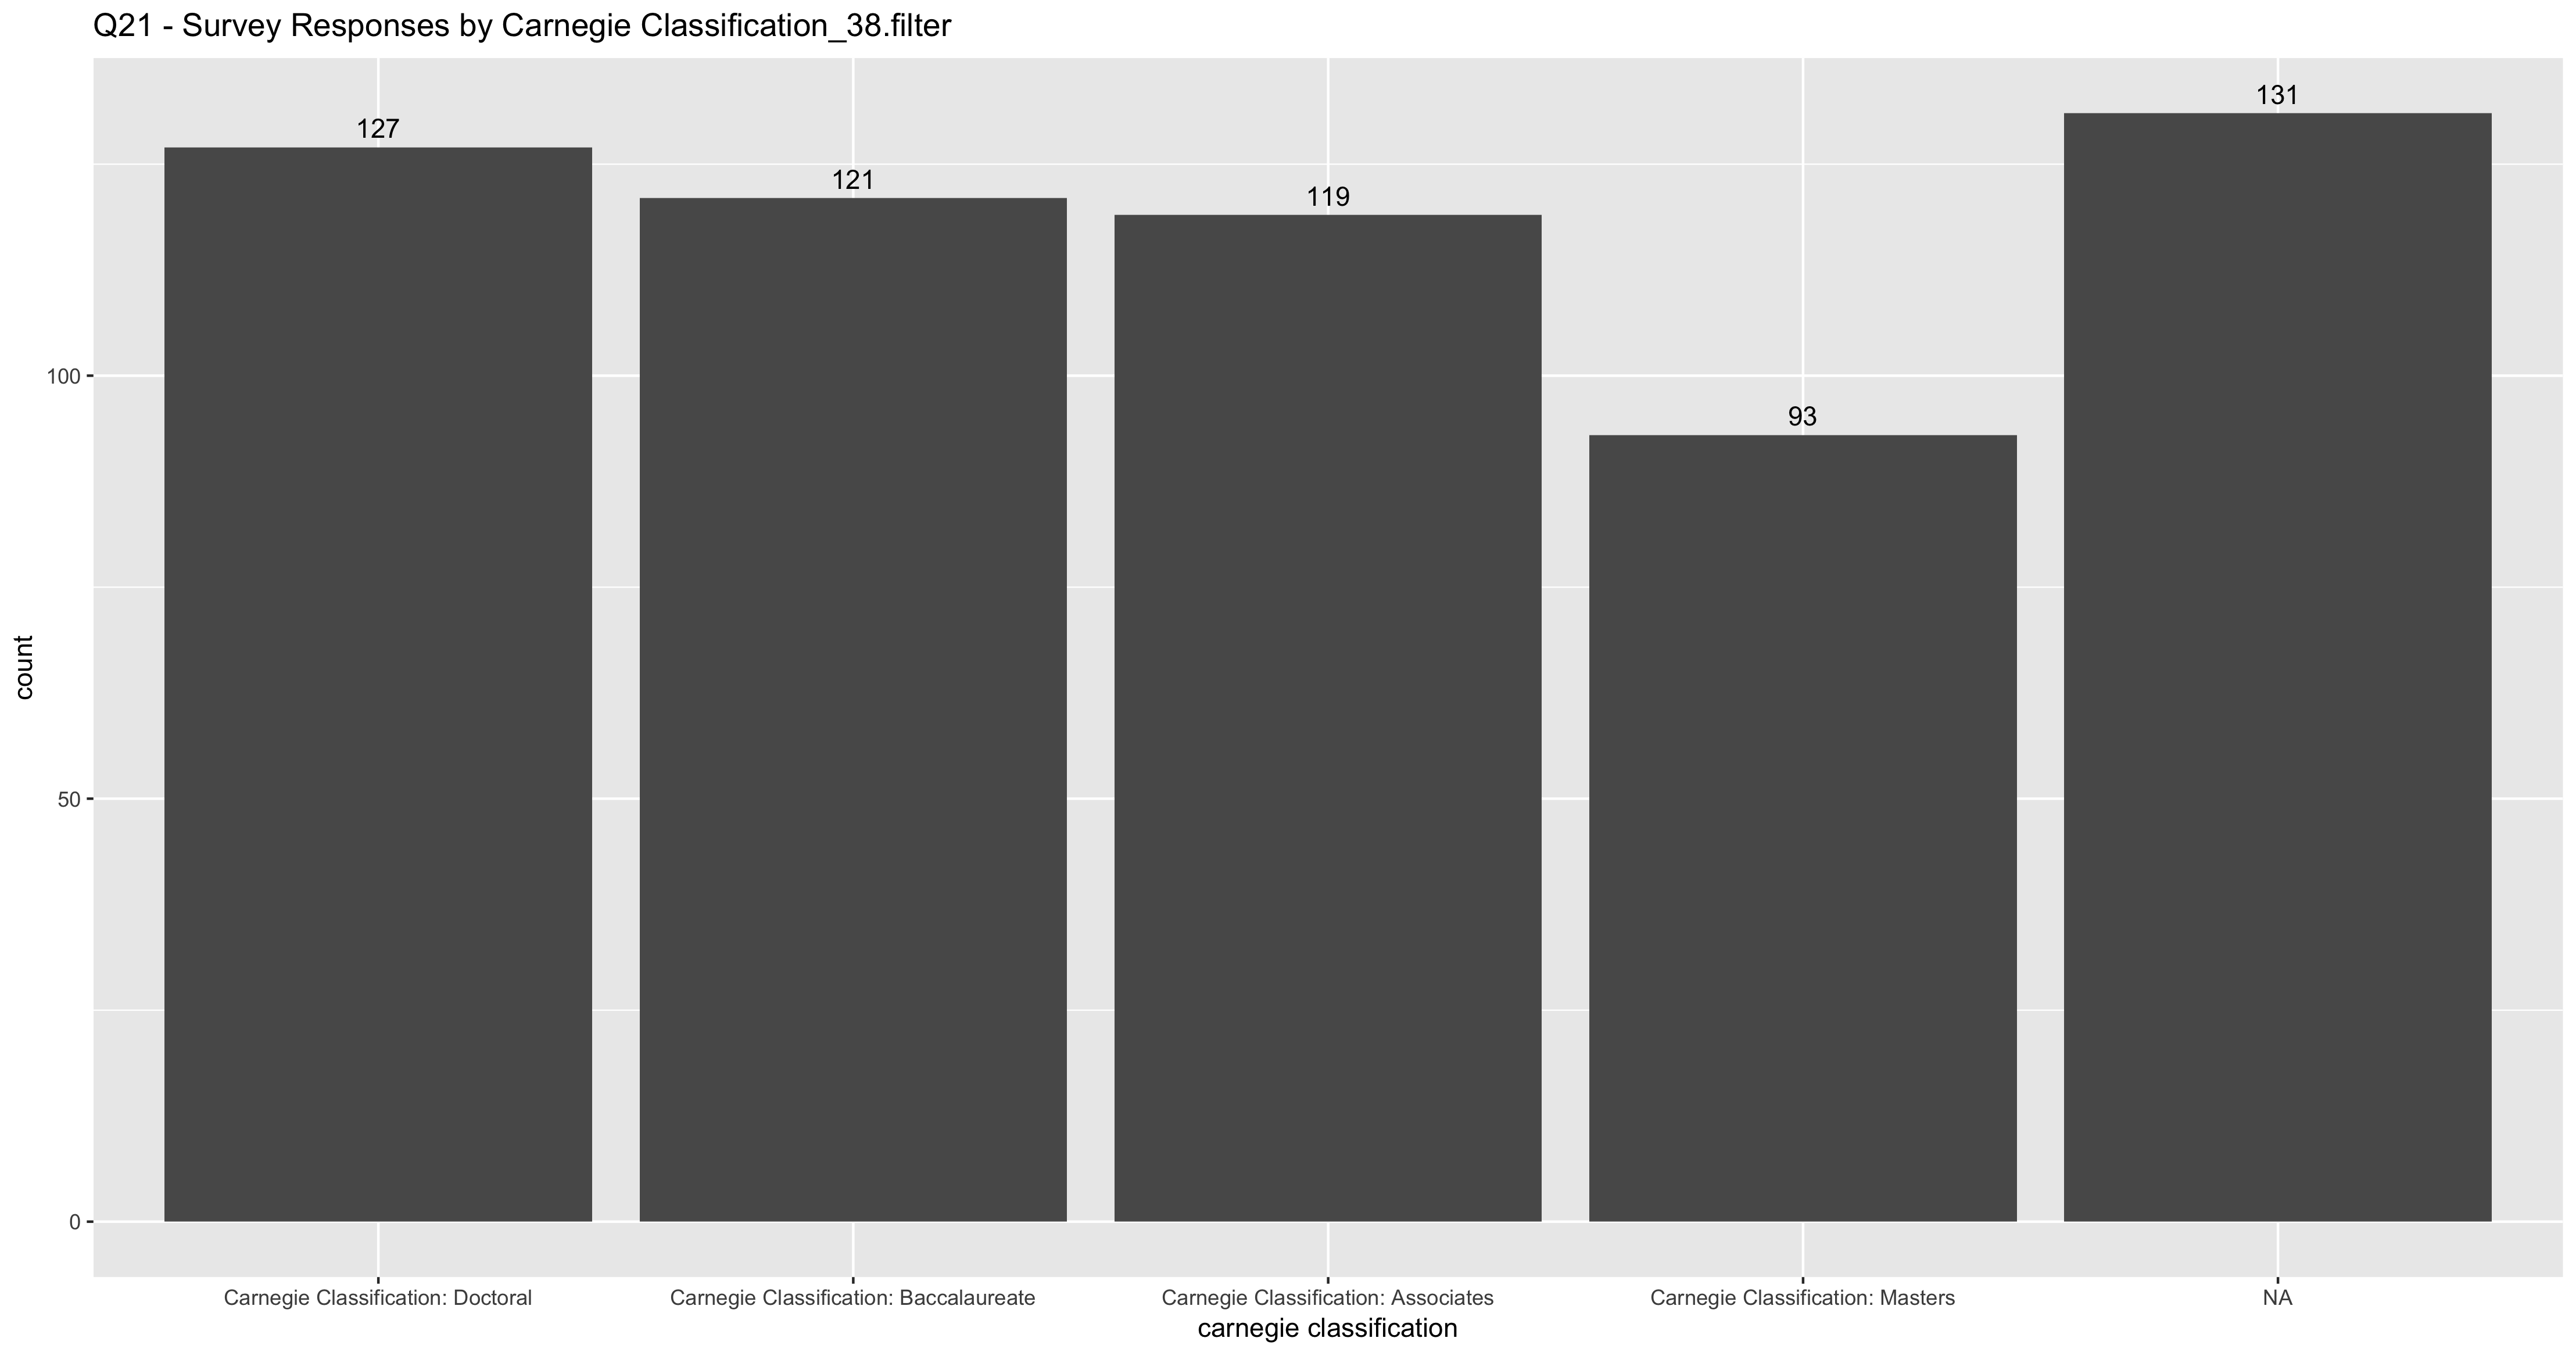 Q21 - Survey Responses by Carnegie Classification_38.filter
127
121
119
93
131
100
50
0
count
Carnegie Classification: Doctoral
Carnegie Classification: Baccalaureate
Carnegie Classification: Associates
Carnegie Classification: Masters
NA
carnegie classification